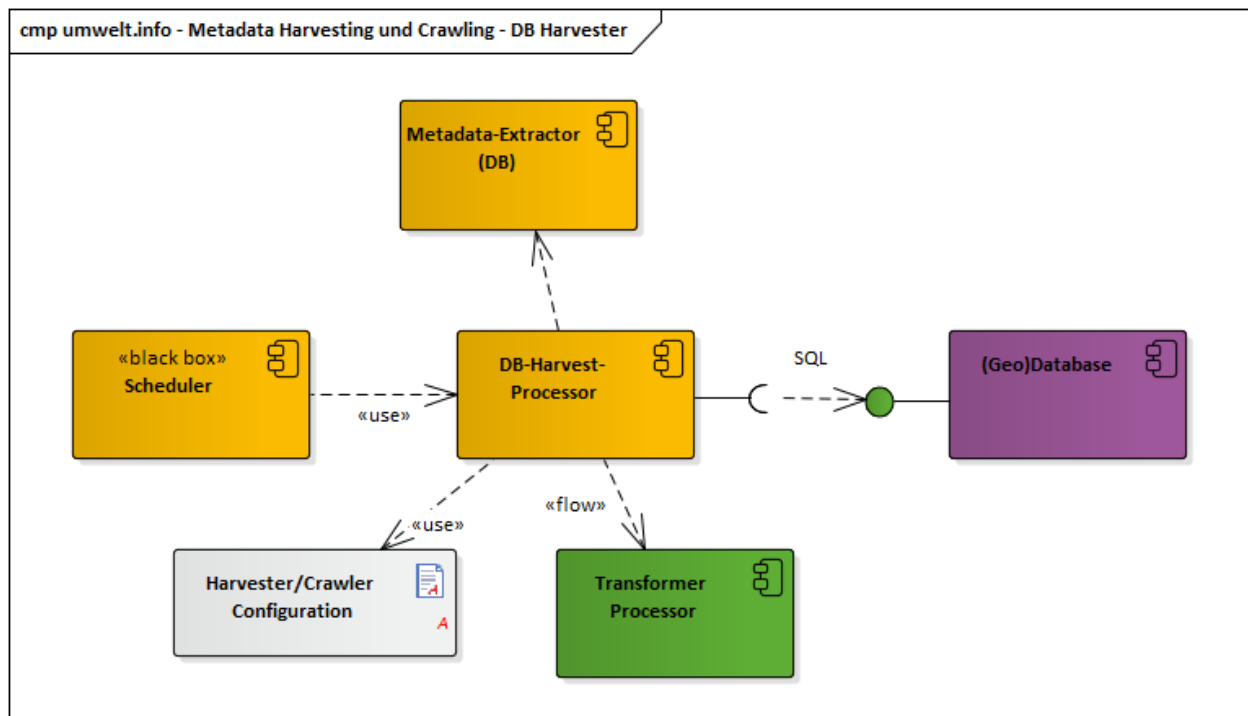 cmp umwelt.info - Metadata Harvesting und Crawling - DB Harvester
Metadata-Extractor
(DB)
«black box»
Scheduler
«use»
DB-Harvest-
Processor
SQL
(Geo)Database
«use»
«flow»
Harvester/Crawler
Configuration
A
A
Transformer
Processor